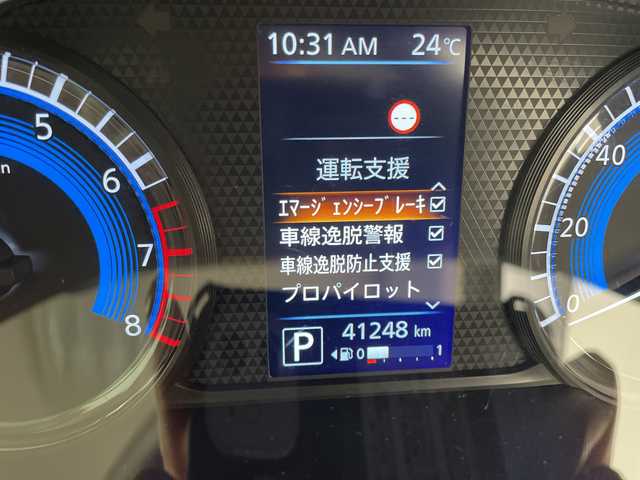 10:31 AM 24℃
---
運転支援
ｴﾏｰｼﾞｪﾝｼｰﾌﾞﾚｰｷ
車線逸脱警報
車線逸脱防止支援
プロパイロット
P 41248 km
0 1
5
6
7
8
40
20
0